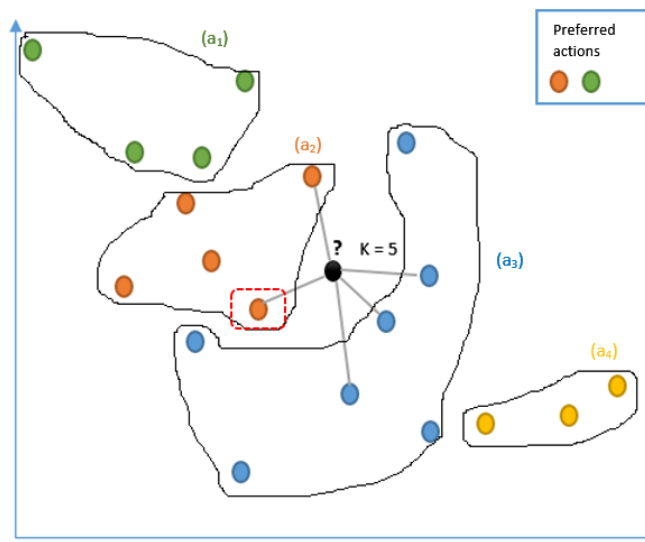 (a1)
Preferred
actions
(a2)
? K = 5
(a3)
(a4)